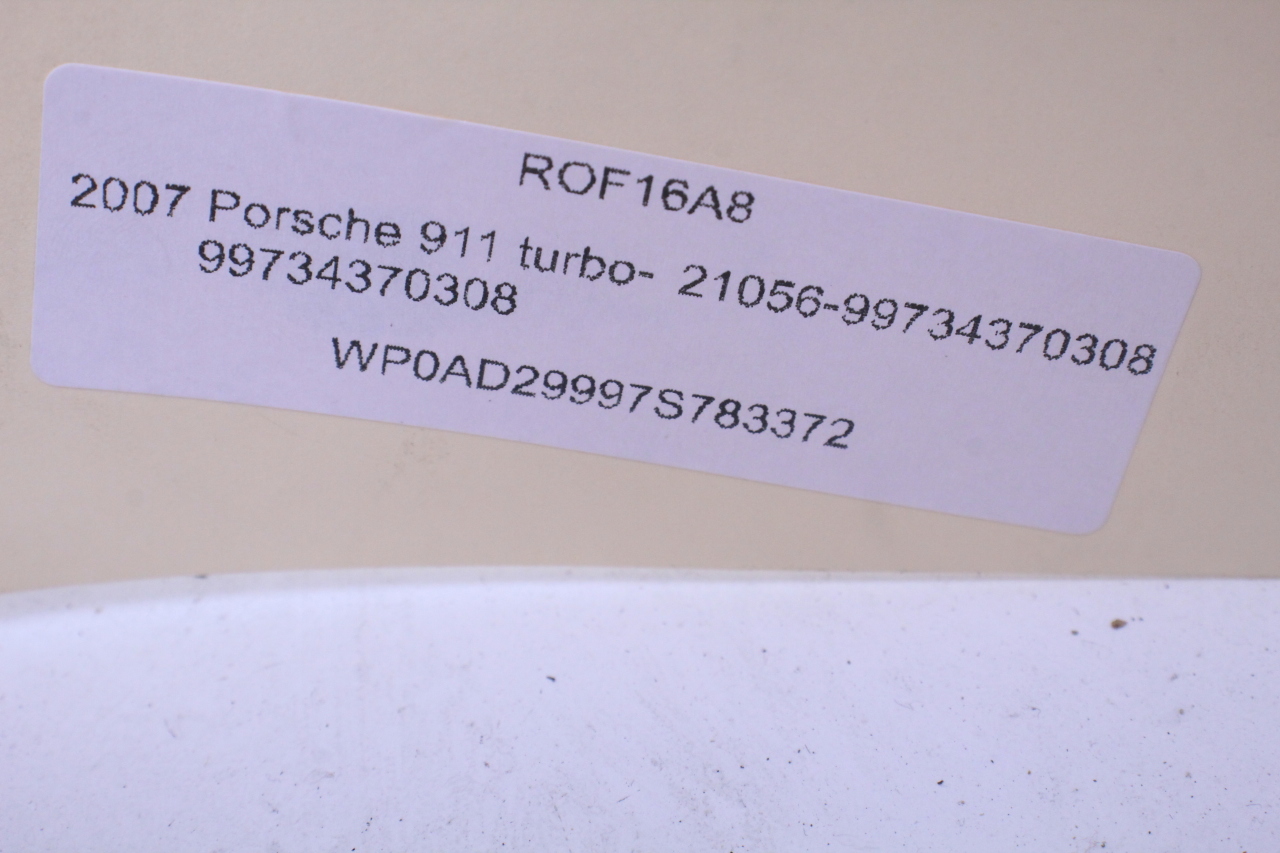 ROF16A8
2007 Porsche 911 turbo- 21056-99734370308
99734370308
WP0AD29997S783372